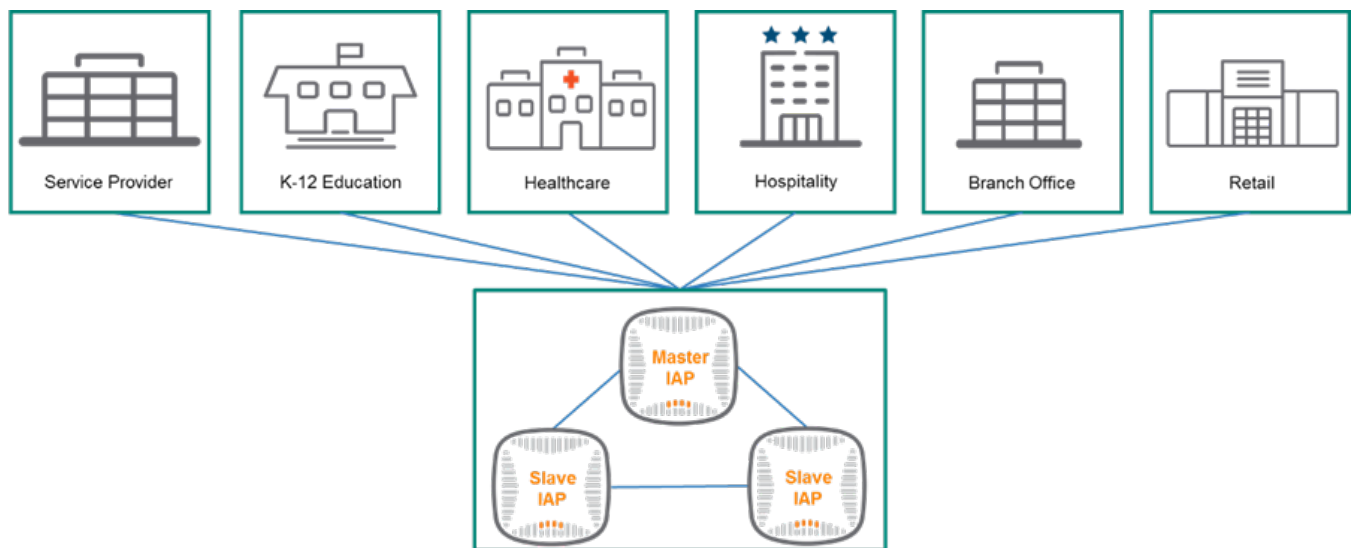 Service Provider
K-12 Education
Healthcare
Hospitality
Branch Office
Retail
Master
IAP
Slave
IAP
Slave
IAP